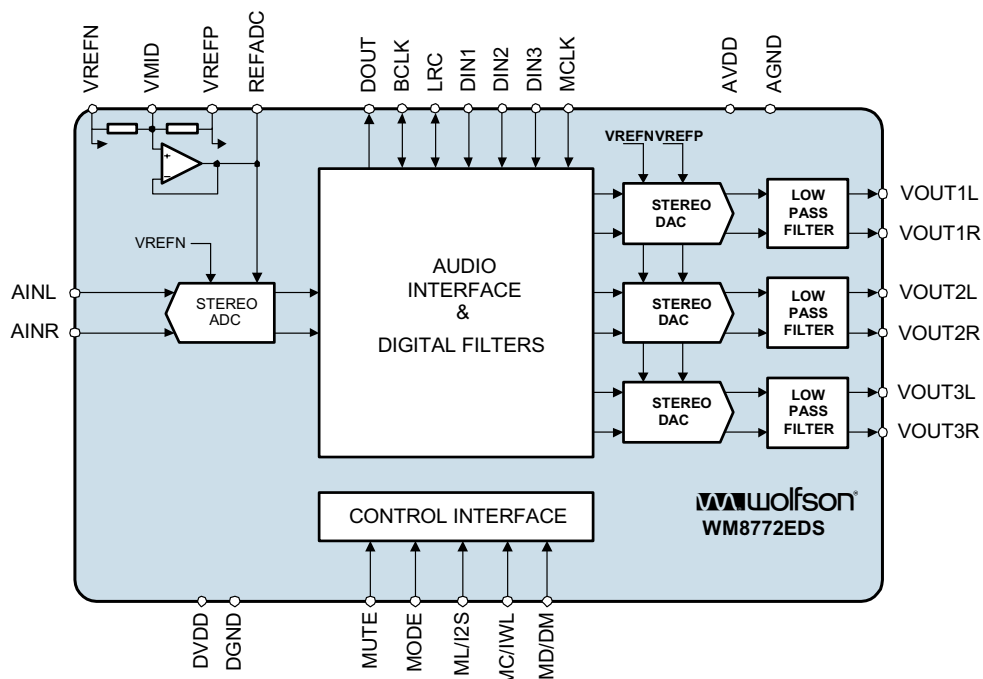 VREFN
VMID
VREFP
REFADC
DOUT
BCLK
LRC
DIN1
DIN2
DIN3
MCLK
AVDD
AGND
VREFN
VREFP
STEREO
DAC
LOW
PASS
FILTER
VOUT1L
VOUT1R
+
−
VREFN
AINL
AINR
STEREO
ADC
AUDIO
INTERFACE
&
DIGITAL FILTERS
STEREO
DAC
LOW
PASS
FILTER
VOUT2L
VOUT2R
STEREO
DAC
LOW
PASS
FILTER
VOUT3L
VOUT3R
CONTROL INTERFACE
wolfson®
WM8772EDS
DVDD
DGND
MUTE
MODE
ML/I2S
MC/IWL
MD/DM